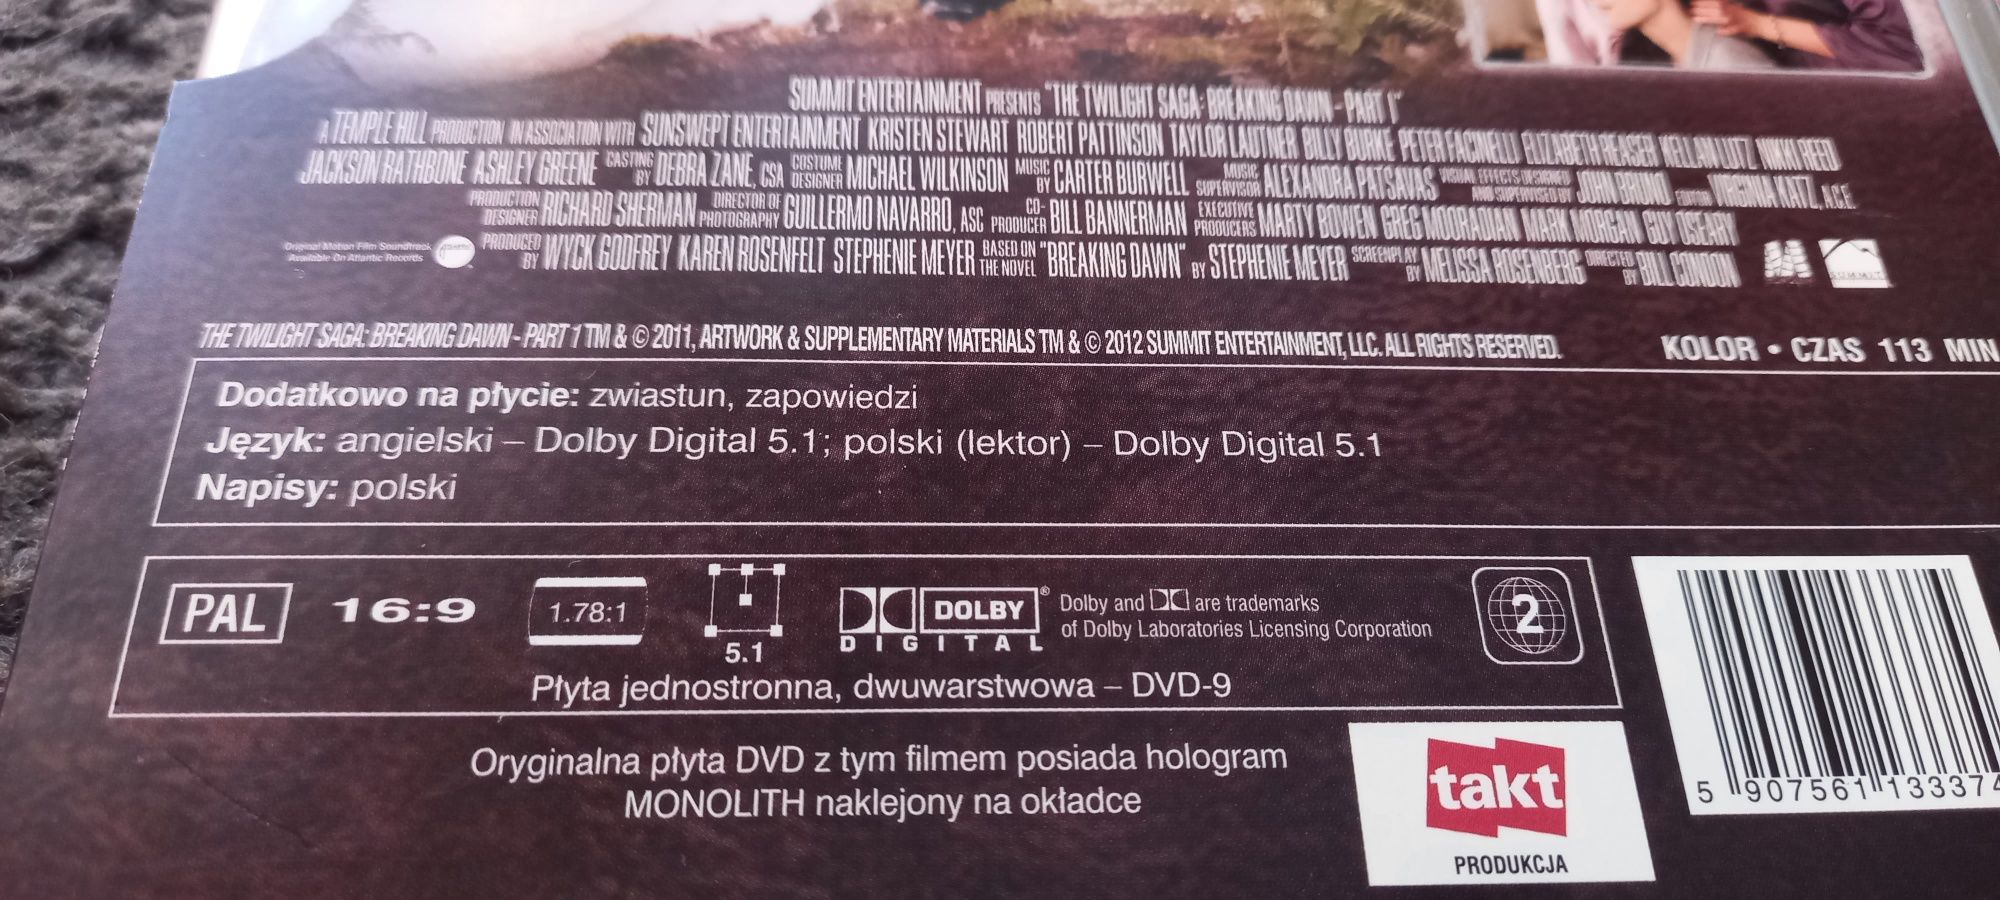 SUMMIT ENTERTAINMENT PRESENTS "THE TWILIGHT SAGA: BREAKING DAWN - PART 1"
A TEMPLE HILL PRODUCTION IN ASSOCIATION WITH SUNSWEPT ENTERTAINMENT KRISTEN STEWART ROBERT PATTINSON TAYLOR LAUTNER BILLY BURKE PETER FACINELLI ELIZABETH REASER KELLAN LUTZ NIKKI REED
JACKSON RATHBONE ASHLEY GREENE CASTING BY DEBRA ZANE, CSA COSTUME DESIGNER MICHAEL WILKINSON MUSIC BY CARTER BURWELL MUSIC SUPERVISOR ALEXANDRA PATSAVAS VISUAL EFFECTS DESIGNED AND SUPERVISED BY JOHN BRUNO EDITOR VIRGINIA KATZ, A.C.E.
PRODUCTION DESIGNER RICHARD SHERMAN DIRECTOR OF PHOTOGRAPHY GUILLERMO NAVARRO, ASC CO-PRODUCER BILL BANNERMAN EXECUTIVE PRODUCERS MARTY BOWEN GREG MOORADIAN MARK MORGAN GUY OSEARY
Original Motion Film Soundtrack
Available On Atlantic Records
PRODUCED BY WYCK GODFREY KAREN ROSENFELT STEPHENIE MEYER BASED ON THE NOVEL "BREAKING DAWN" BY STEPHENIE MEYER SCREENPLAY BY MELISSA ROSENBERG DIRECTED BY BILL CONDON
SUMMIT
THE TWILIGHT SAGA: BREAKING DAWN - PART 1 TM & © 2011, ARTWORK & SUPPLEMENTARY MATERIALS TM & © 2012 SUMMIT ENTERTAINMENT, LLC. ALL RIGHTS RESERVED.
KOLOR • CZAS 113 MIN
Dodatkowo na płycie: zwiastun, zapowiedzi
Język: angielski – Dolby Digital 5.1; polski (lektor) – Dolby Digital 5.1
Napisy: polski
PAL 16:9 1.78:1
5.1
DOLBY®
DIGITAL
Dolby and are trademarks
of Dolby Laboratories Licensing Corporation
2
Płyta jednostronna, dwuwarstwowa – DVD-9
Oryginalna płyta DVD z tym filmem posiada hologram
MONOLITH naklejony na okładce
takt
PRODUKCJA
5 907561 133374